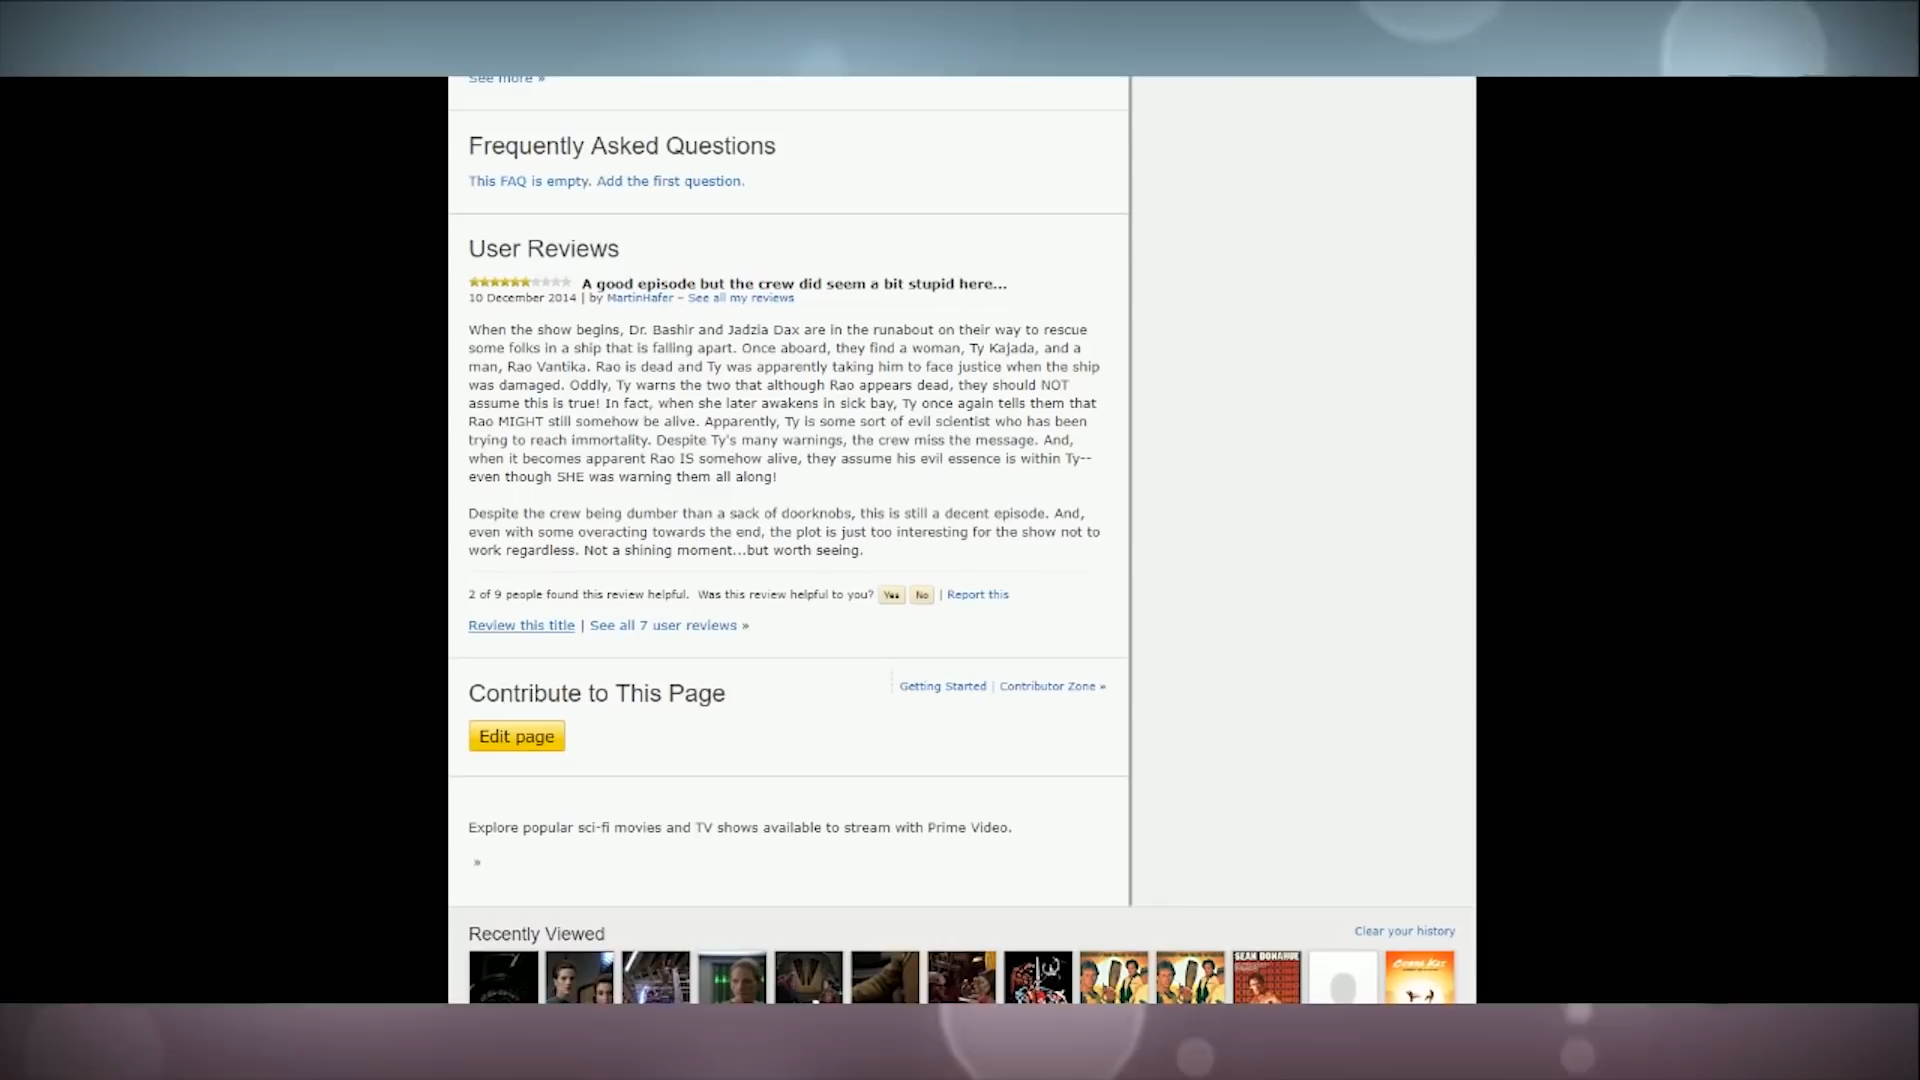 See more »
Frequently Asked Questions
This FAQ is empty. Add the first question.
User Reviews
A good episode but the crew did seem a bit stupid here...
10 December 2014 | by MartinHafer – See all my reviews
When the show begins, Dr. Bashir and Jadzia Dax are in the runabout on their way to rescue
some folks in a ship that is falling apart. Once aboard, they find a woman, Ty Kajada, and a
man, Rao Vantika. Rao is dead and Ty was apparently taking him to face justice when the ship
was damaged. Oddly, Ty warns the two that although Rao appears dead, they should NOT
assume this is true! In fact, when she later awakens in sick bay, Ty once again tells them that
Rao MIGHT still somehow be alive. Apparently, Ty is some sort of evil scientist who has been
trying to reach immortality. Despite Ty's many warnings, the crew miss the message. And,
when it becomes apparent Rao IS somehow alive, they assume his evil essence is within Ty--
even though SHE was warning them all along!
Despite the crew being dumber than a sack of doorknobs, this is still a decent episode. And,
even with some overacting towards the end, the plot is just too interesting for the show not to
work regardless. Not a shining moment...but worth seeing.
2 of 9 people found this review helpful. Was this review helpful to you? Yes No | Report this
Review this title | See all 7 user reviews »
Contribute to This Page
Getting Started | Contributor Zone »
Edit page
Explore popular sci-fi movies and TV shows available to stream with Prime Video.
»
Recently Viewed
Clear your history
SEAN DONAHUE
COBRA KAI